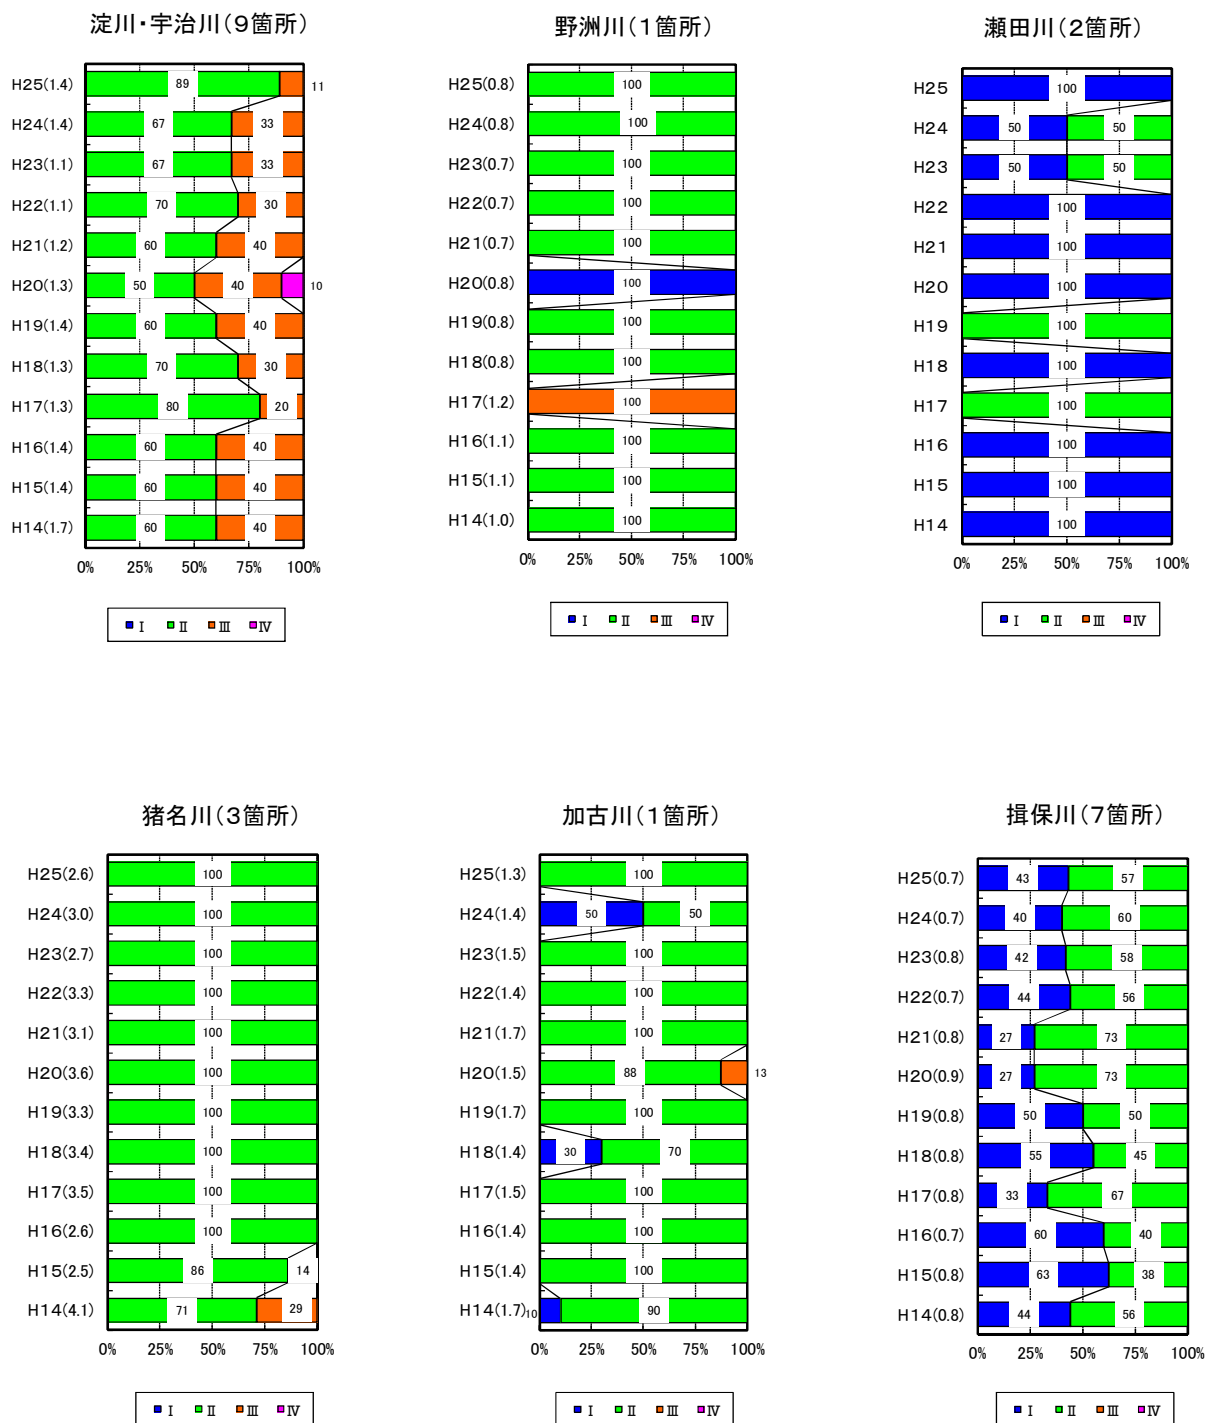 淀川・宇治川（9箇所）
H25(1.4) 89 11
H24(1.4) 67 33
H23(1.1) 67 33
H22(1.1) 70 30
H21(1.2) 60 40
H20(1.3) 50 40 10
H19(1.4) 60 40
H18(1.3) 70 30
H17(1.3) 80 20
H16(1.4) 60 40
H15(1.4) 60 40
H14(1.7) 60 40
0% 25% 50% 75% 100%
Ⅰ Ⅱ Ⅲ Ⅳ
野洲川（1箇所）
H25(0.8) 100
H24(0.8) 100
H23(0.7) 100
H22(0.7) 100
H21(0.7) 100
H20(0.8) 100
H19(0.8) 100
H18(0.8) 100
H17(1.2) 100
H16(1.1) 100
H15(1.1) 100
H14(1.0) 100
0% 25% 50% 75% 100%
Ⅰ Ⅱ Ⅲ Ⅳ
瀬田川（2箇所）
H25 100
H24 50 50
H23 50 50
H22 100
H21 100
H20 100
H19 100
H18 100
H17 100
H16 100
H15 100
H14 100
0% 25% 50% 75% 100%
Ⅰ Ⅱ Ⅲ Ⅳ
猪名川（3箇所）
H25(2.6) 100
H24(3.0) 100
H23(2.7) 100
H22(3.3) 100
H21(3.1) 100
H20(3.6) 100
H19(3.3) 100
H18(3.4) 100
H17(3.5) 100
H16(2.6) 100
H15(2.5) 86 14
H14(4.1) 71 29
0% 25% 50% 75% 100%
Ⅰ Ⅱ Ⅲ Ⅳ
加古川（1箇所）
H25(1.3) 100
H24(1.4) 50 50
H23(1.5) 100
H22(1.4) 100
H21(1.7) 100
H20(1.5) 88 13
H19(1.7) 100
H18(1.4) 30 70
H17(1.5) 100
H16(1.4) 100
H15(1.4) 100
H14(1.7) 10 90
0% 25% 50% 75% 100%
Ⅰ Ⅱ Ⅲ Ⅳ
揖保川（7箇所）
H25(0.7) 43 57
H24(0.7) 40 60
H23(0.8) 42 58
H22(0.7) 44 56
H21(0.8) 27 73
H20(0.9) 27 73
H19(0.8) 50 50
H18(0.8) 55 45
H17(0.8) 33 67
H16(0.7) 60 40
H15(0.8) 63 38
H14(0.8) 44 56
0% 25% 50% 75% 100%
Ⅰ Ⅱ Ⅲ Ⅳ